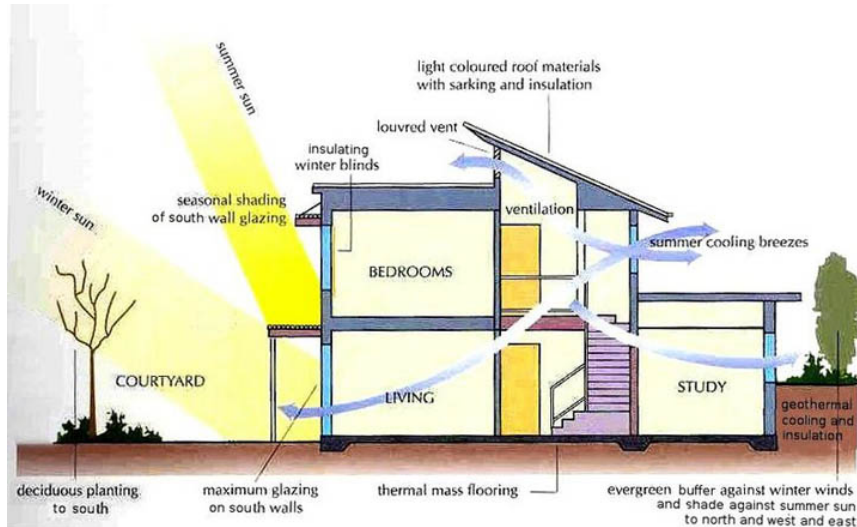 summer sun
light coloured roof materials
with sarking and insulation
louvred vent
insulating
winter blinds
winter sun
seasonal shading
of south wall glazing
ventilation
summer cooling breezes
BEDROOMS
COURTYARD
LIVING
STUDY
geothermal
cooling and
insulation
deciduous planting
to south
maximum glazing
on south walls
thermal mass flooring
evergreen buffer against winter winds
and shade against summer sun
to north and west and east